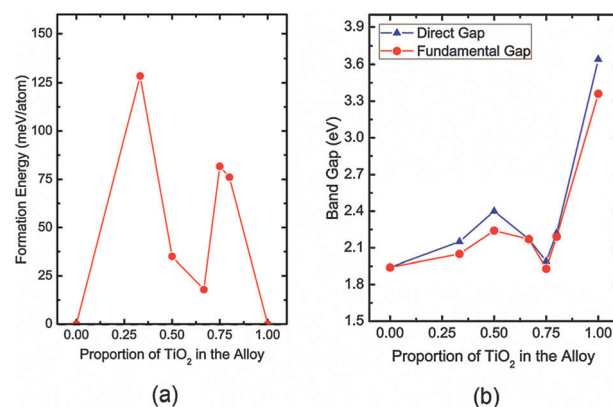 150
125
100
75
50
25
0
Formation Energy (meV/atom)
0.00 0.25 0.50 0.75 1.00
Proportion of TiO2 in the Alloy
(a)
Direct Gap
Fundamental Gap
3.9
3.6
3.3
3.0
2.7
2.4
2.1
1.8
1.5
Band Gap (eV)
0.00 0.25 0.50 0.75 1.00
Proportion of TiO2 in the Alloy
(b)